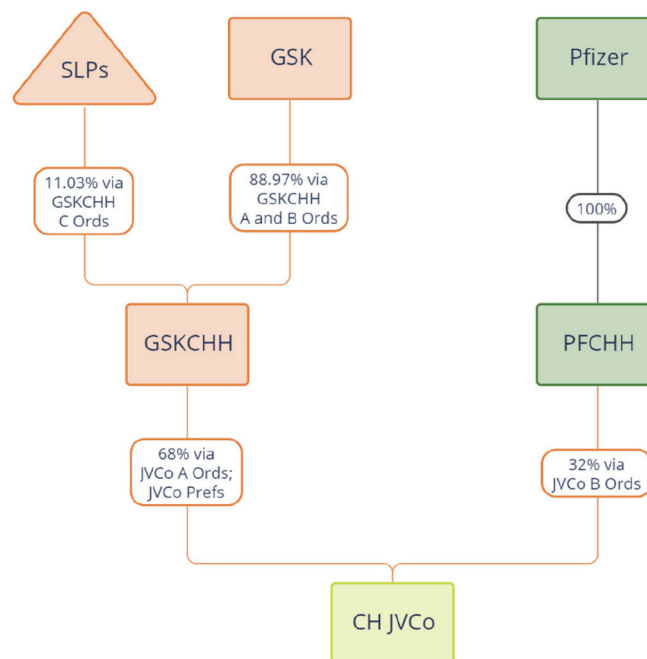 SLPs
GSK
Pfizer
11.03% via
GSKCHH
C Ords
88.97% via
GSKCHH
A and B Ords
100%
GSKCHH
PFCHH
68% via
JVCo A Ords;
JVCo Prefs
32% via
JVCo B Ords
CH JVCo